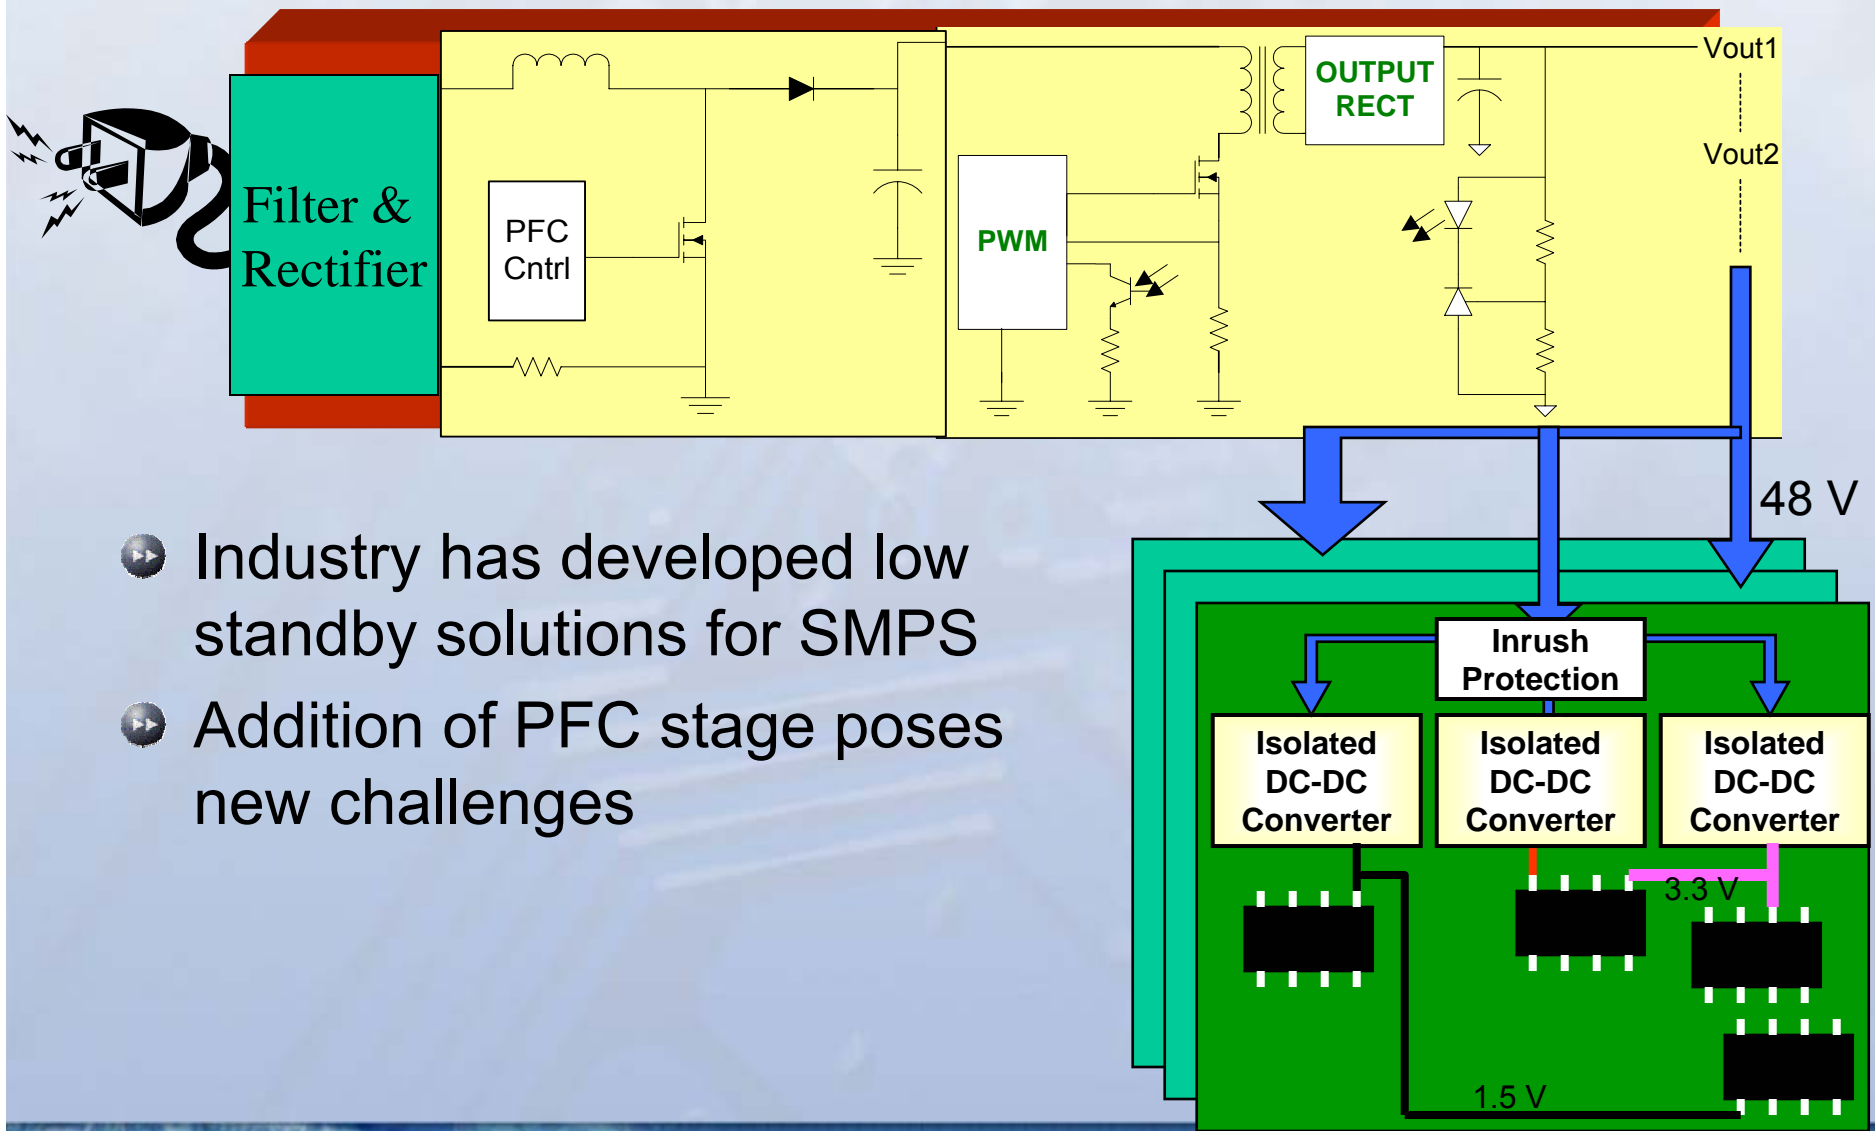 Filter &
Rectifier
PFC
Cntrl
PWM
OUTPUT
RECT
Vout1
Vout2
48 V
Industry has developed low
standby solutions for SMPS
Addition of PFC stage poses
new challenges
Inrush
Protection
Isolated
DC-DC
Converter
Isolated
DC-DC
Converter
Isolated
DC-DC
Converter
3.3 V
1.5 V